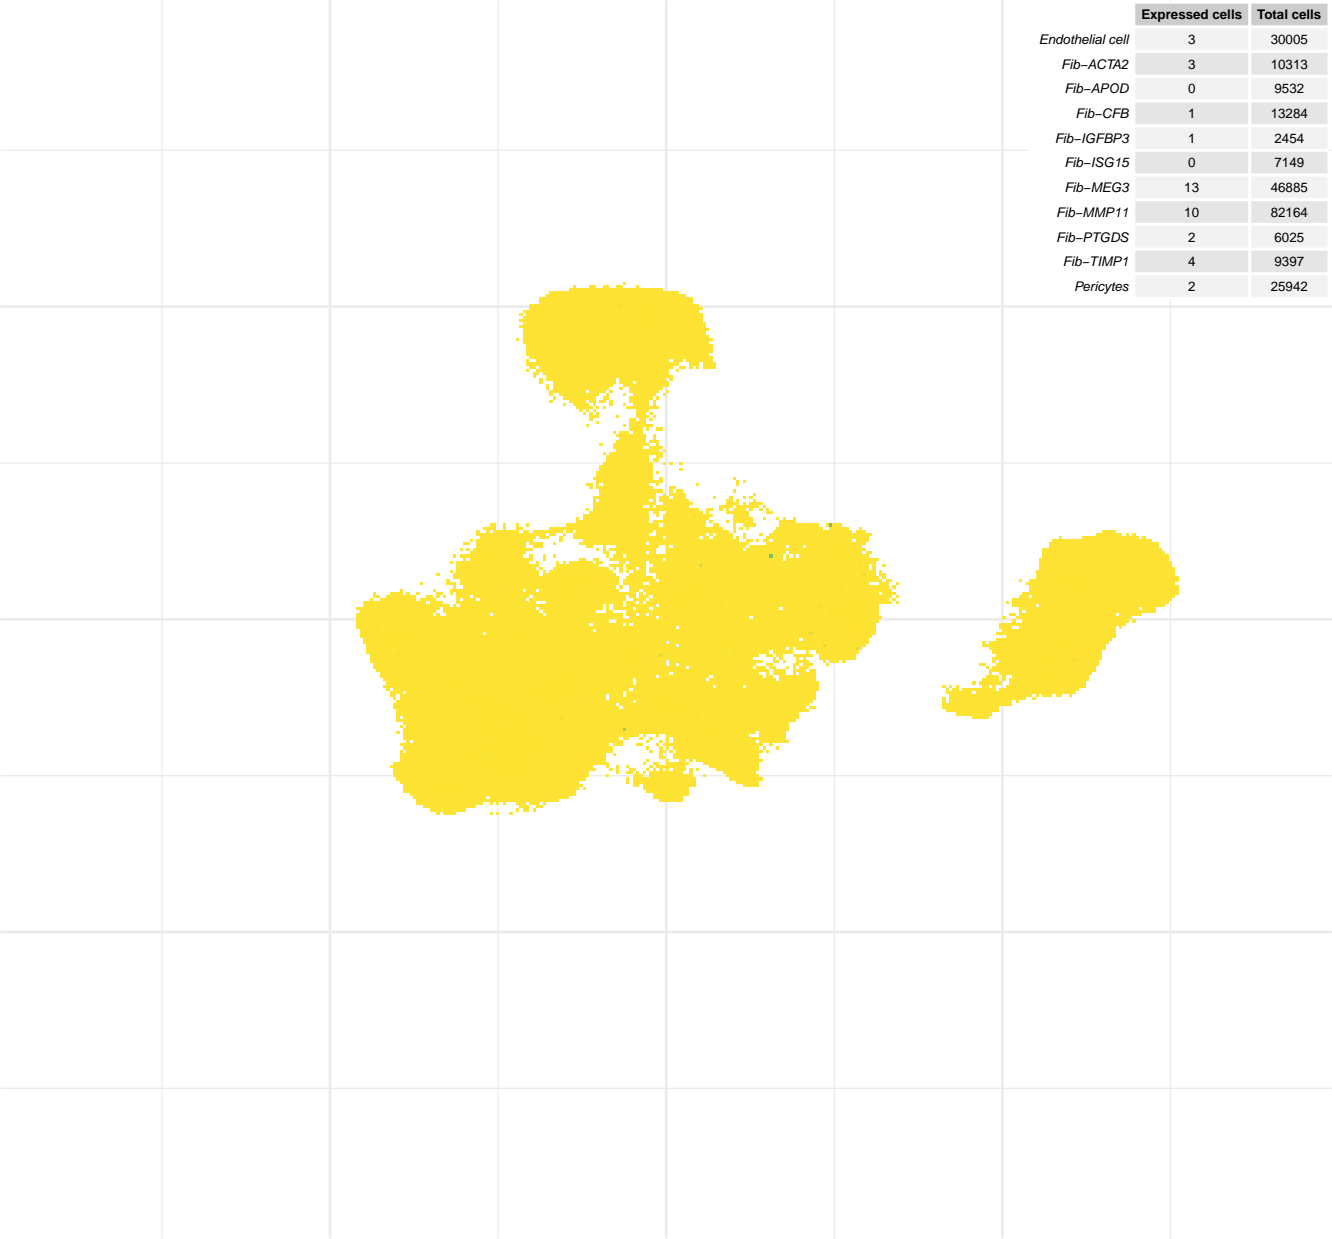 Expressed cells Total cells
Endothelial cell 3 30005
Fib−ACTA2 3 10313
Fib−APOD 0 9532
Fib−CFB 1 13284
Fib−IGFBP3 1 2454
Fib−ISG15 0 7149
Fib−MEG3 13 46885
Fib−MMP11 10 82164
Fib−PTGDS 2 6025
Fib−TIMP1 4 9397
Pericytes 2 25942